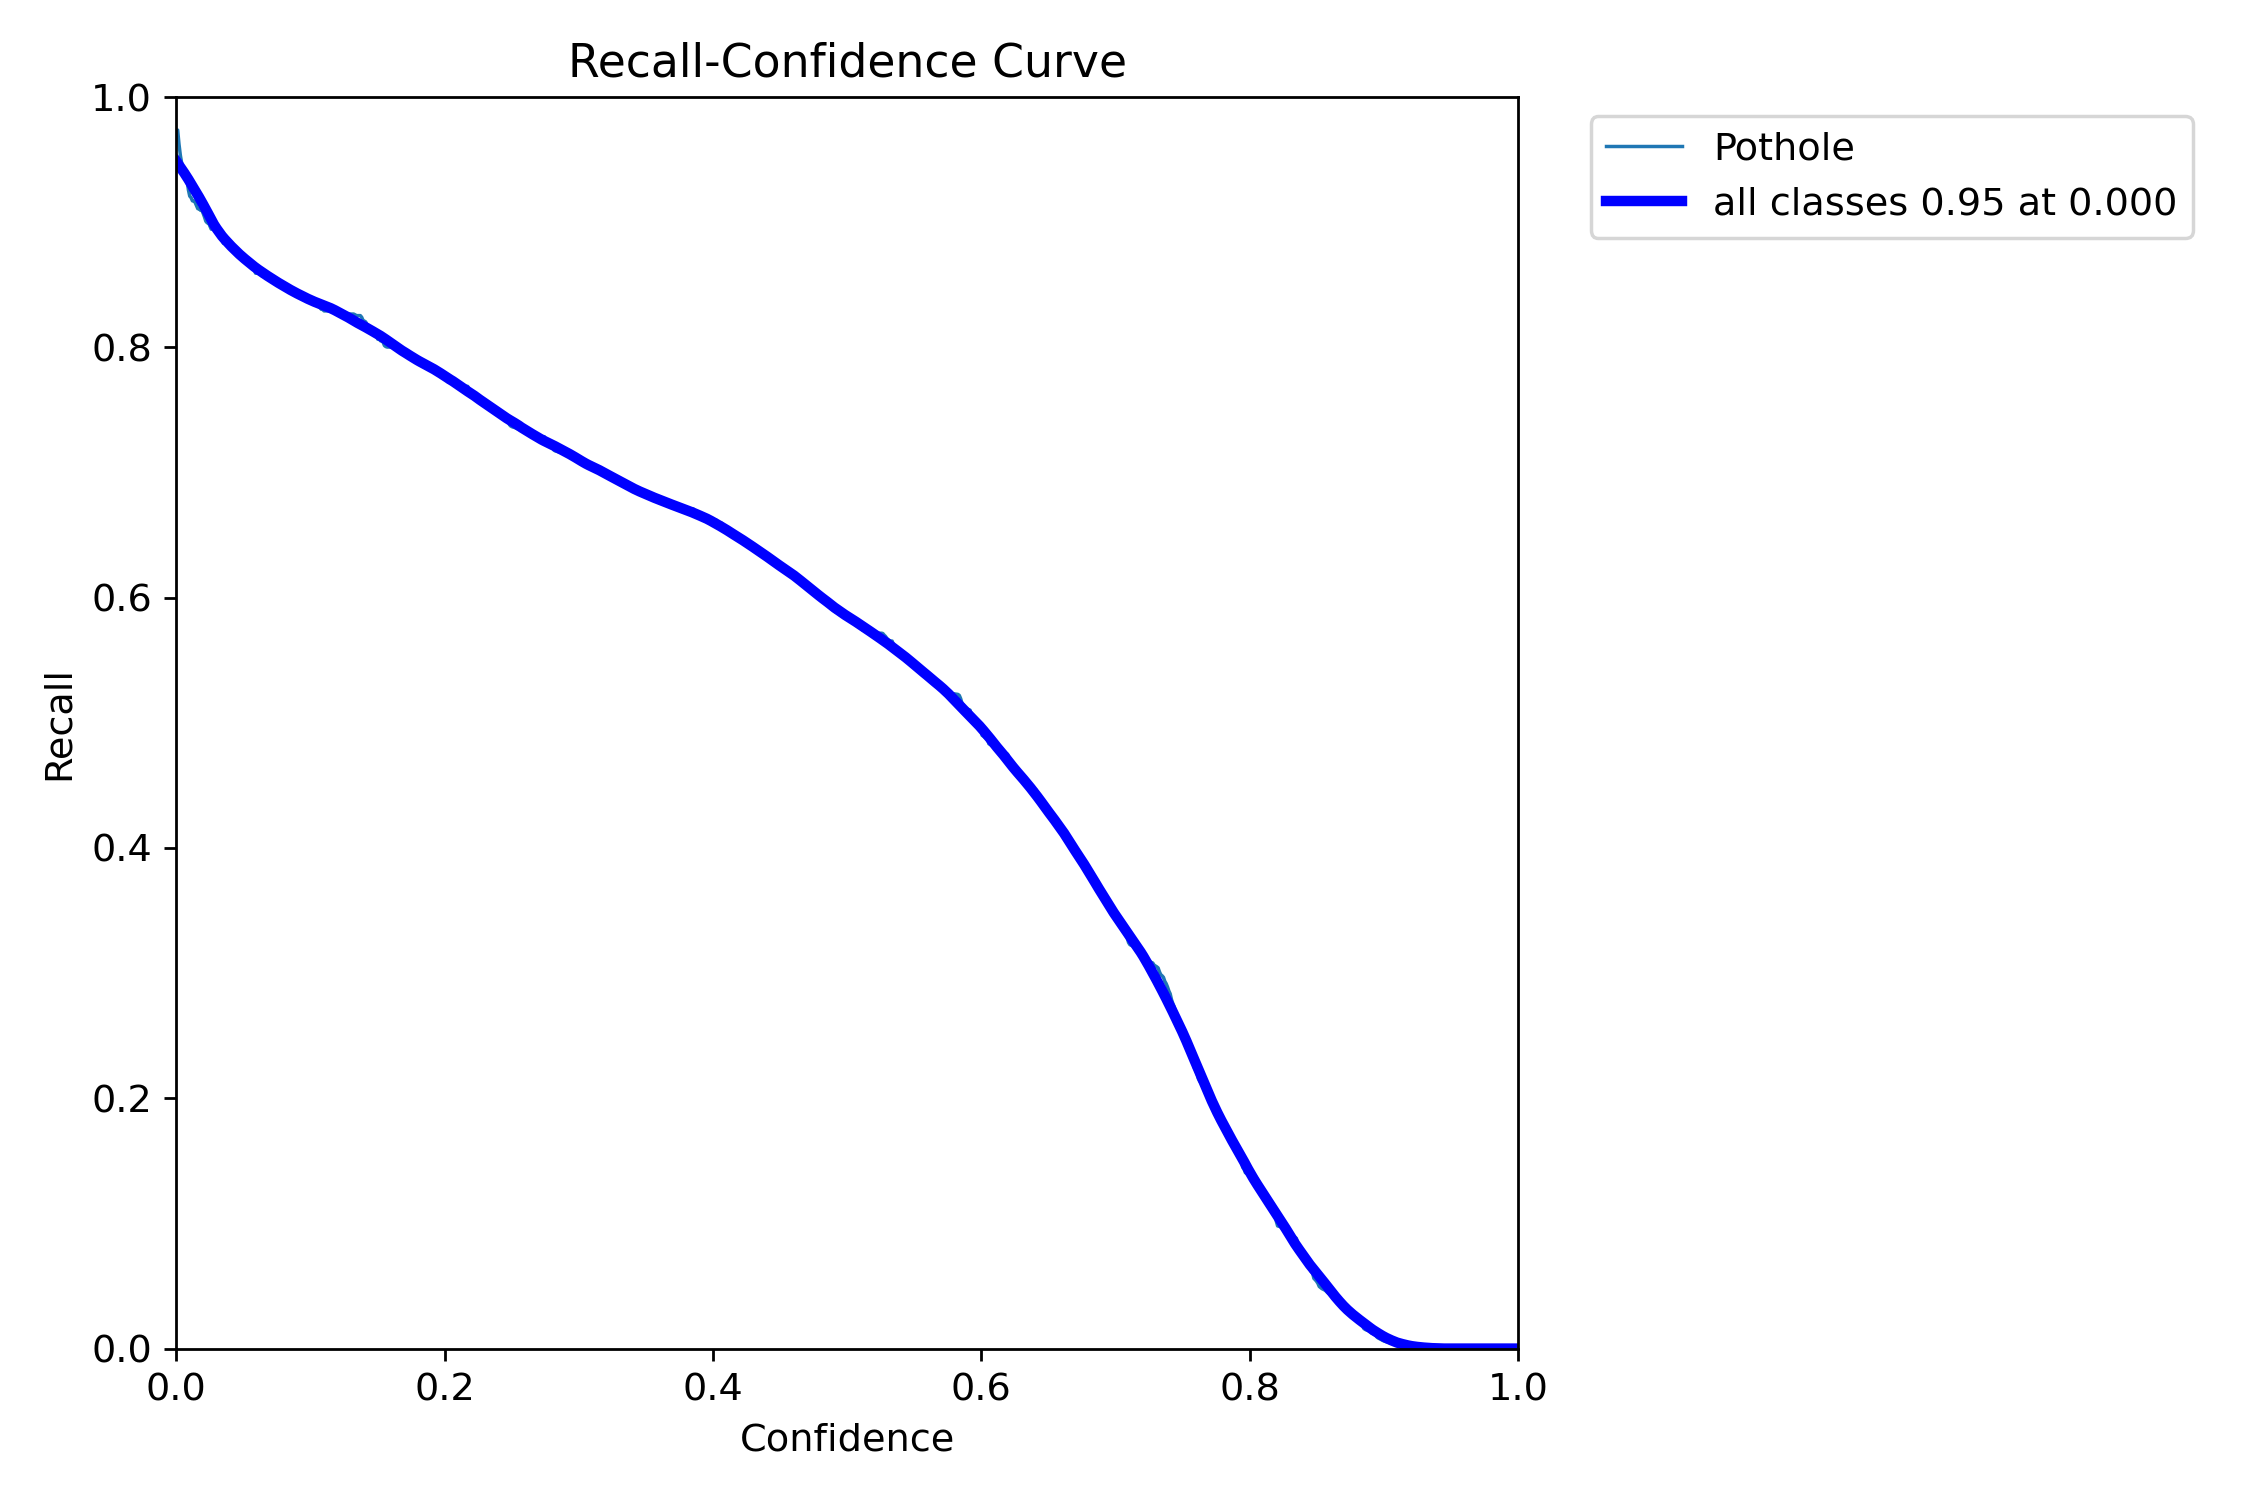 Recall-Confidence Curve
1.0
0.8
0.6
0.4
0.2
0.0
Recall
0.0 0.2 0.4 0.6 0.8 1.0
Confidence
Pothole
all classes 0.95 at 0.000